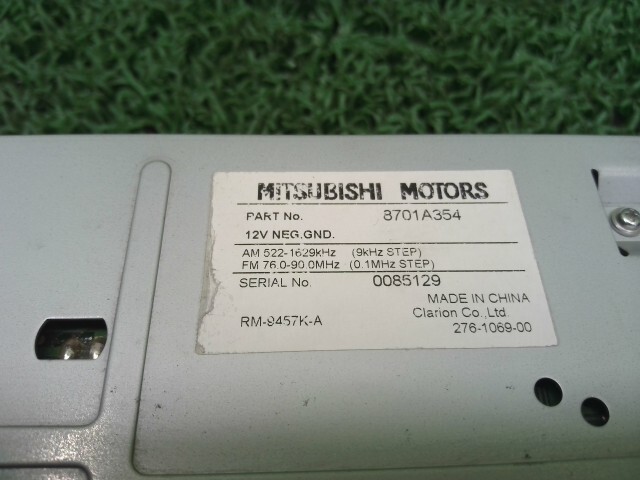 MITSUBISHI MOTORS
PART No. 8701A354
12V NEG.GND.
AM 522-1629kHz (9kHz STEP)
FM 76.0-90.0MHz (0.1MHz STEP)
SERIAL No. 0085129
MADE IN CHINA
RM-9457K-A Clarion Co.,Ltd.
276-1069-00